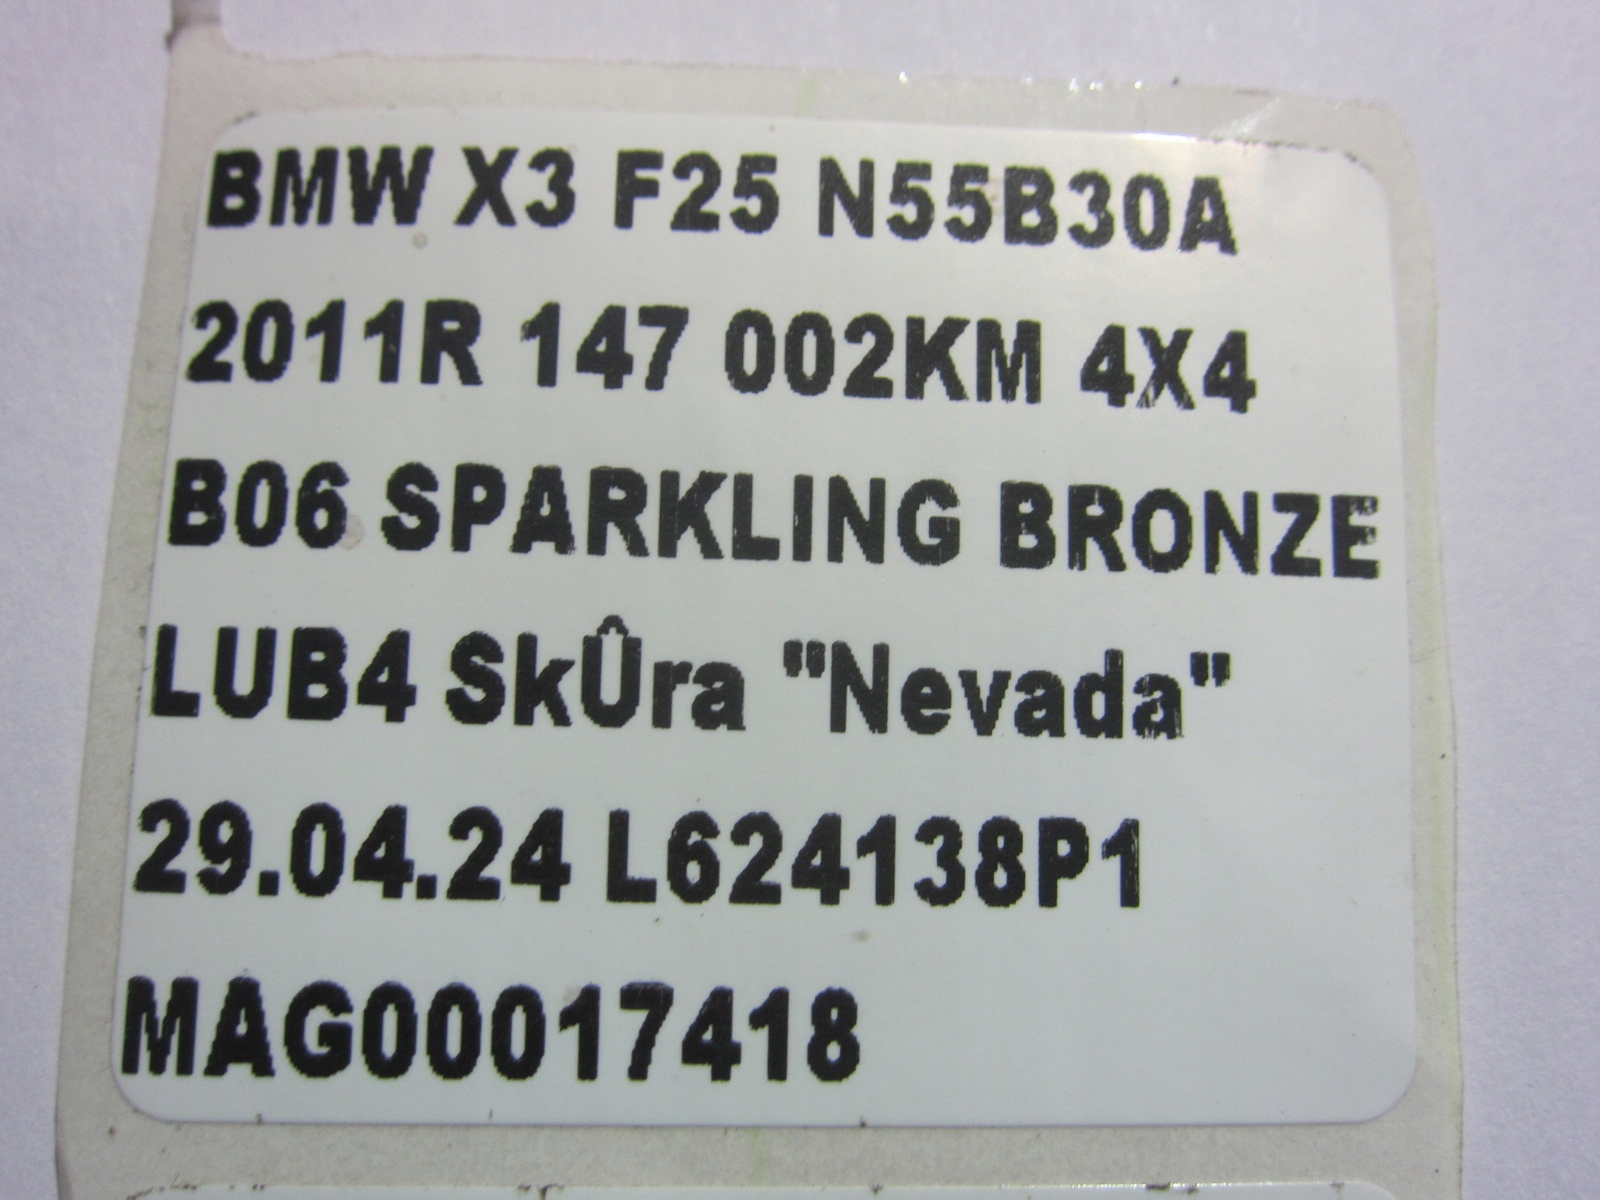 BMW X3 F25 N55B30A
2011R 147 002KM 4X4
B06 SPARKLING BRONZE
LUB4 SkÛra "Nevada"
29.04.24 L624138P1
MAG00017418